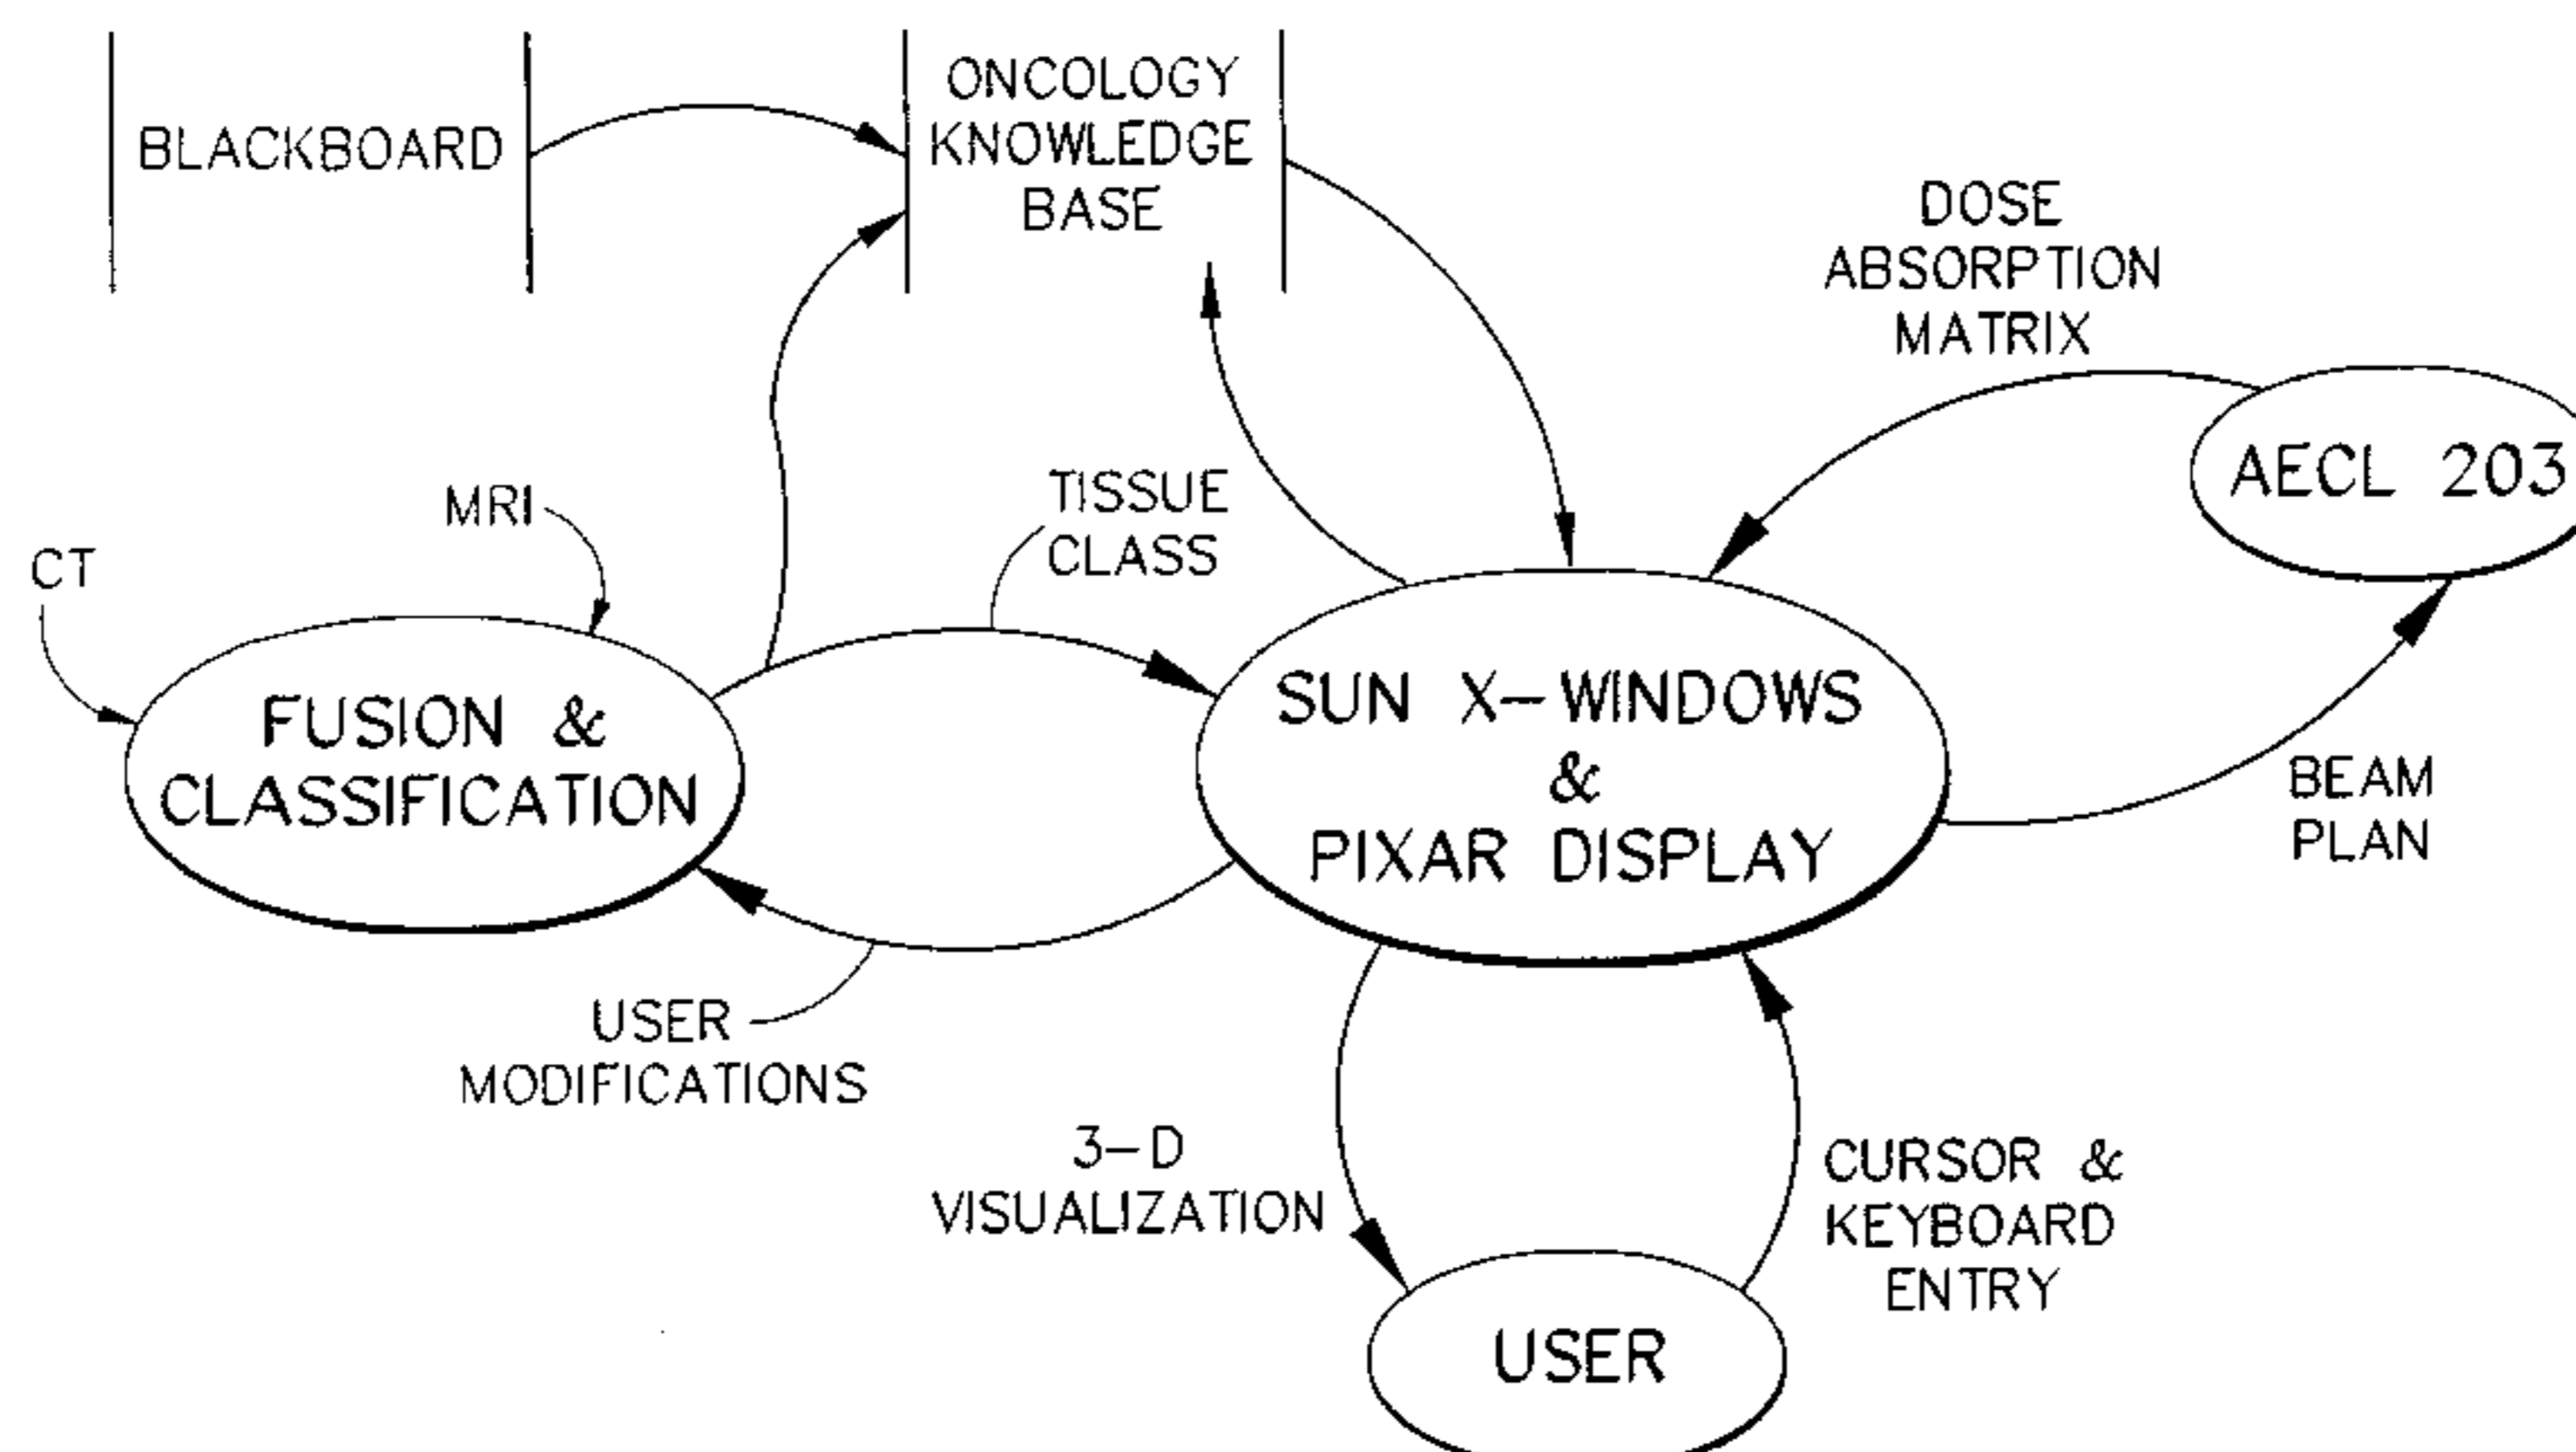 BLACKBOARD
ONCOLOGY
KNOWLEDGE
BASE
DOSE
ABSORPTION
MATRIX
AECL 203
MRI
TISSUE
CLASS
CT
FUSION &
CLASSIFICATION
SUN X-WINDOWS
&
PIXAR DISPLAY
BEAM
PLAN
USER
MODIFICATIONS
3-D
VISUALIZATION
CURSOR &
KEYBOARD
ENTRY
USER